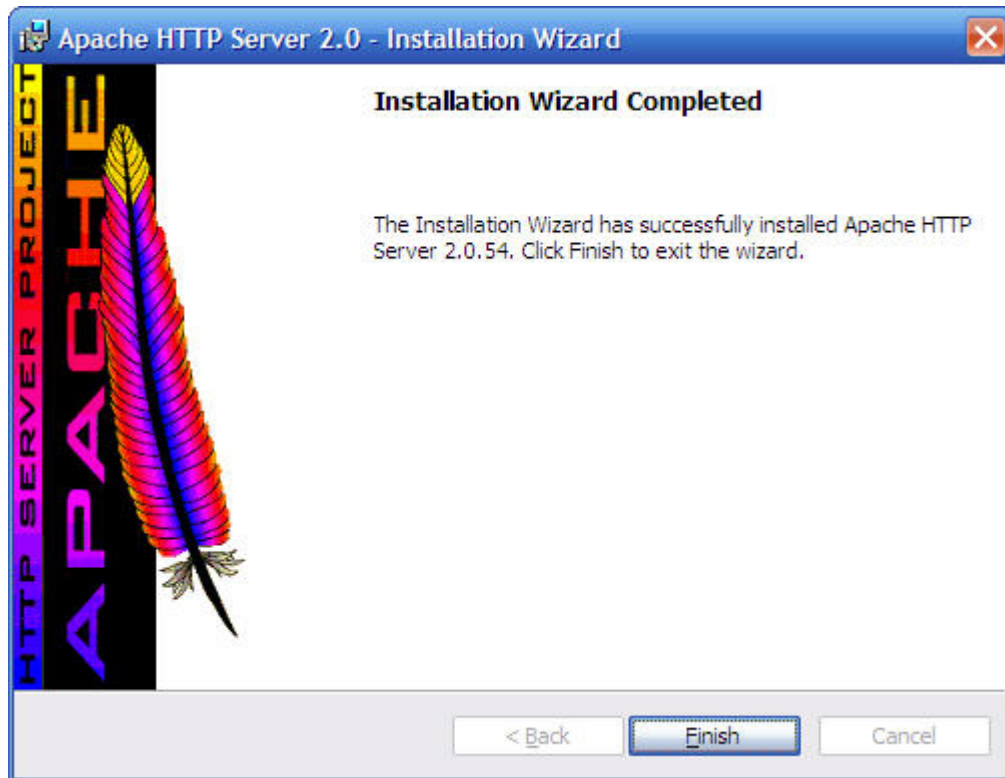 Apache HTTP Server 2.0 - Installation Wizard
HTTP SERVER PROJECT
APACHE
Installation Wizard Completed
The Installation Wizard has successfully installed Apache HTTP
Server 2.0.54. Click Finish to exit the wizard.
< Back
Finish
Cancel